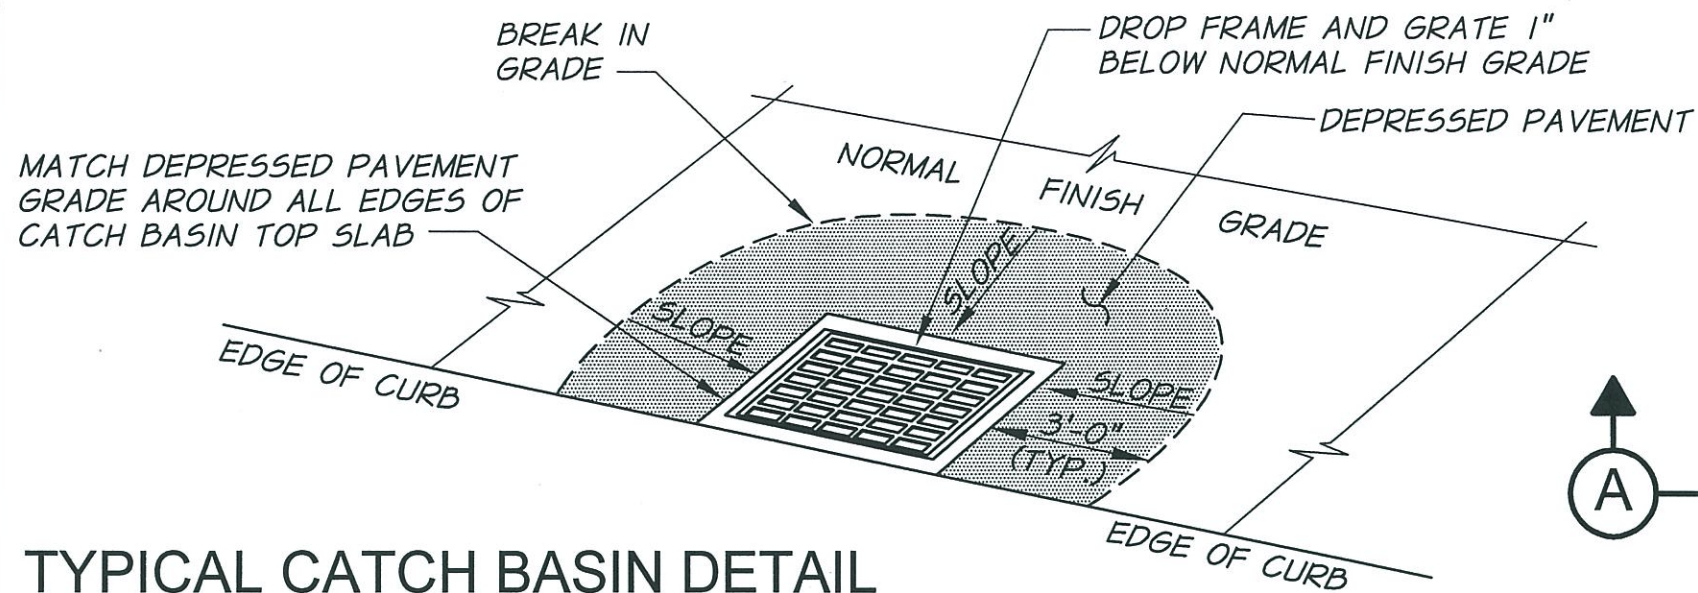 BREAK IN
GRADE
DROP FRAME AND GRATE 1"
BELOW NORMAL FINISH GRADE
DEPRESSED PAVEMENT
MATCH DEPRESSED PAVEMENT
GRADE AROUND ALL EDGES OF
CATCH BASIN TOP SLAB
NORMAL FINISH GRADE
SLOPE
SLOPE
SLOPE
3'-0"
(TYP.)
EDGE OF CURB
EDGE OF CURB
A
TYPICAL CATCH BASIN DETAIL